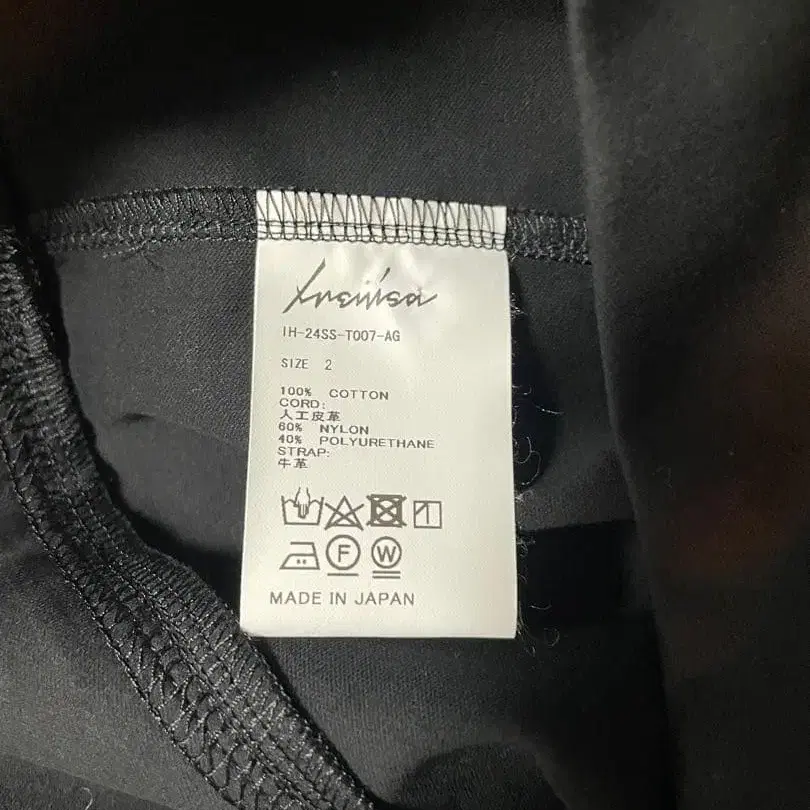 IH-24SS-T007-AG
SIZE 2
100% COTTON
CORD:
人工皮革
60% NYLON
40% POLYURETHANE
STRAP:
牛革
F
W
MADE IN JAPAN